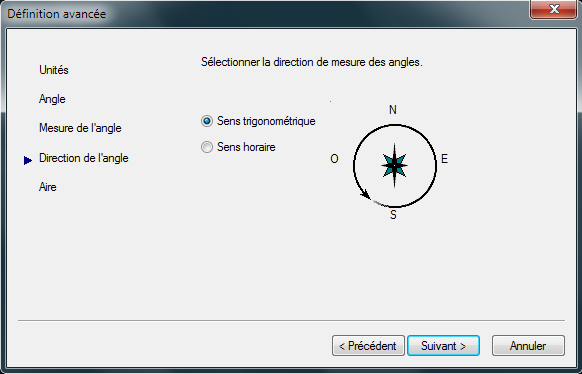 Définition avancée
Sélectionner la direction de mesure des angles.
Unités
Angle
Mesure de l'angle
Direction de l'angle
Aire
Sens trigonométrique
Sens horaire
N
O
E
S
< Précédent
Suivant >
Annuler